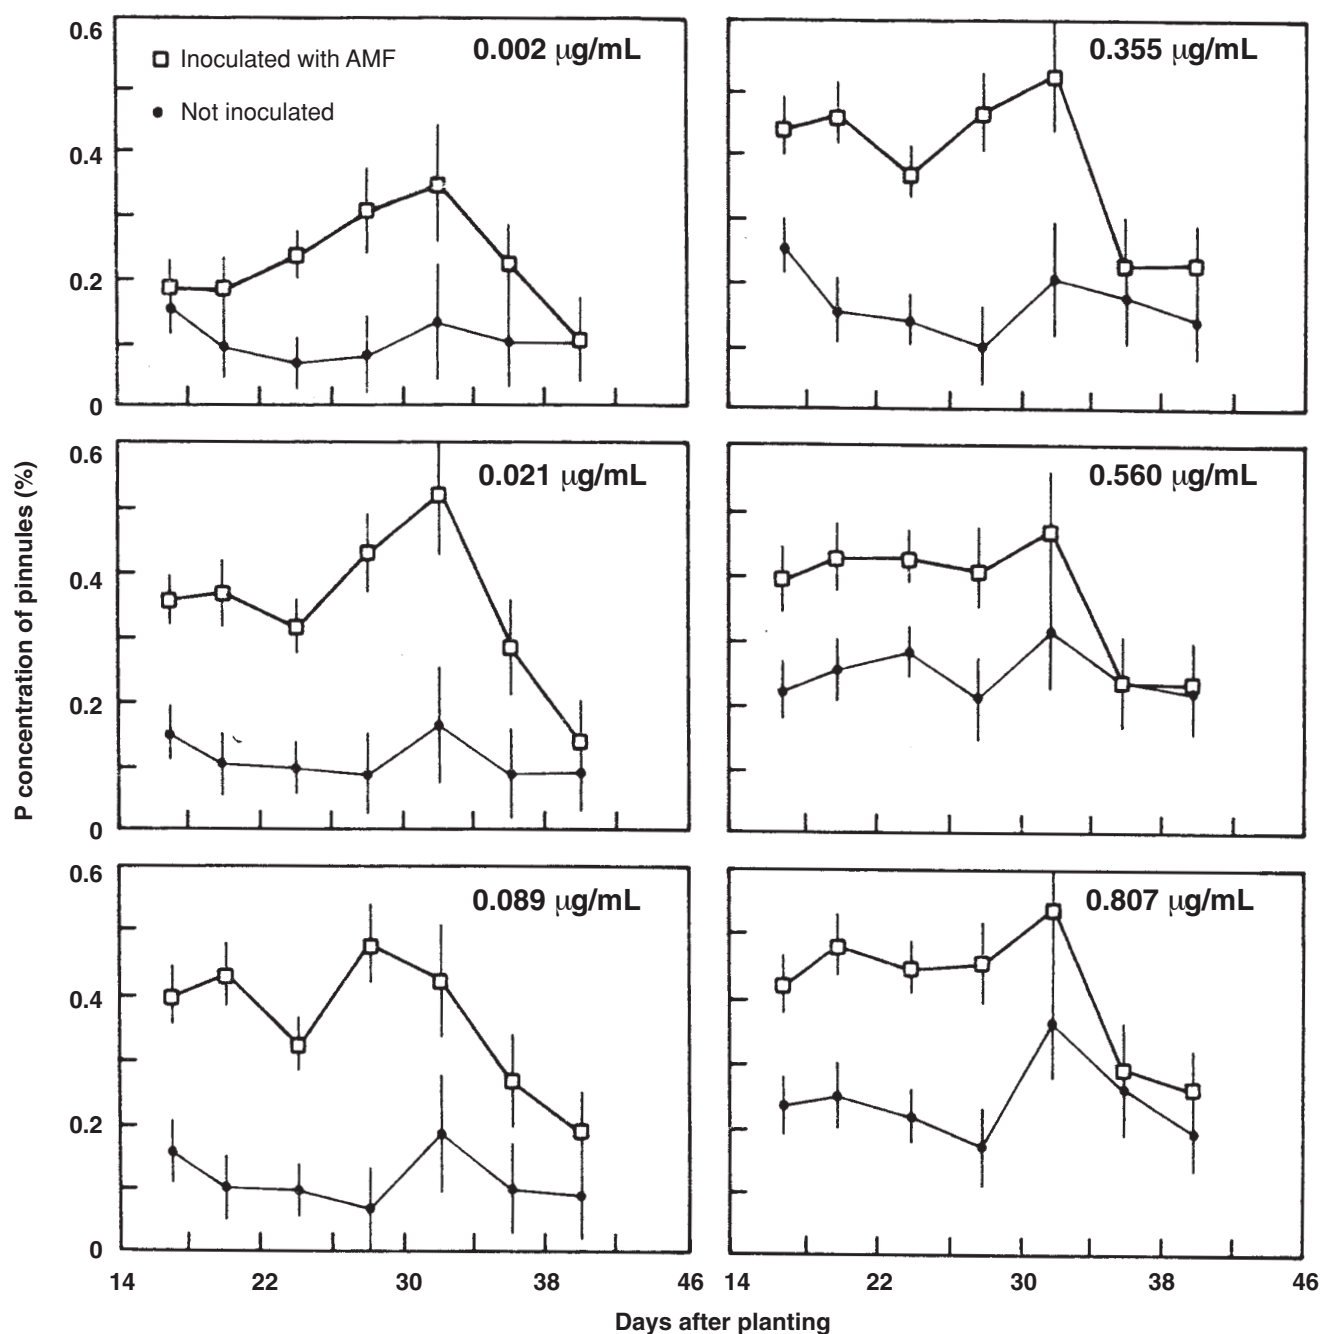 0.6
Inoculated with AMF
Not inoculated
0.002 μg/mL
0.4
0.2
0
0.355 μg/mL
P concentration of pinnules (%)
0.6
0.021 μg/mL
0.4
0.2
0
0.560 μg/mL
0.6
0.089 μg/mL
0.4
0.2
0
14 22 30 38 46
0.807 μg/mL
14 22 30 38 46
Days after planting